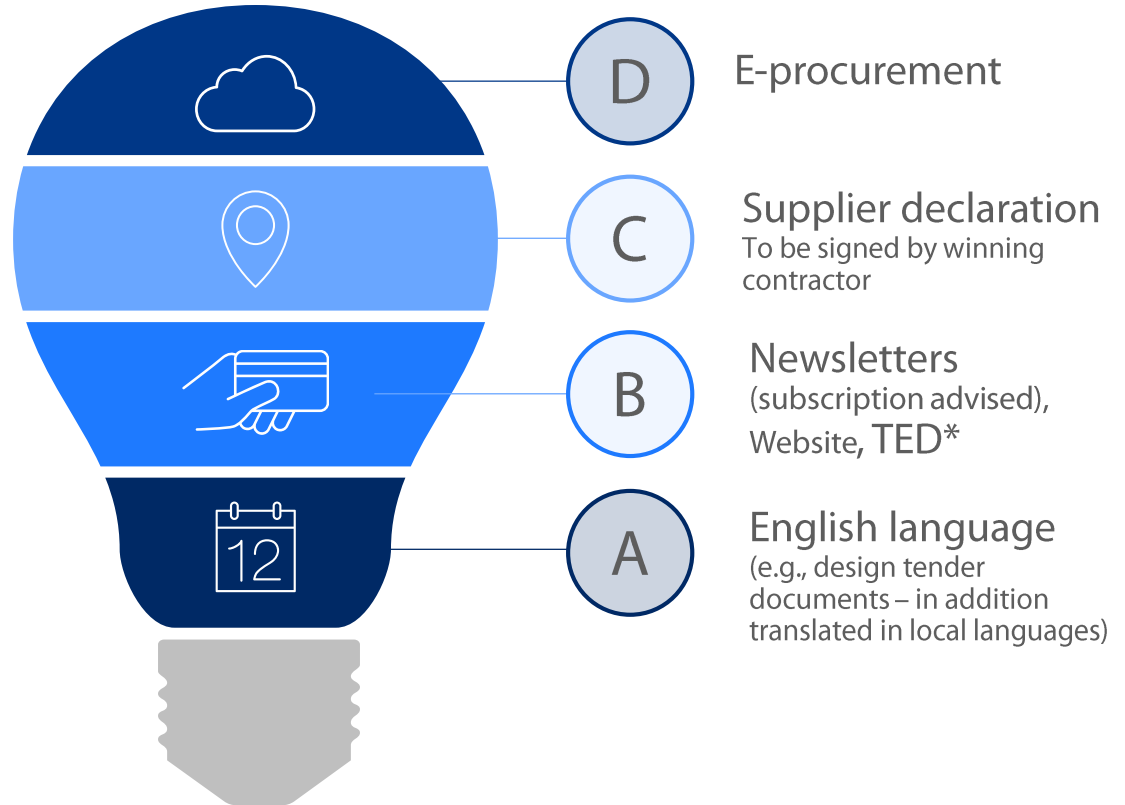 D
E-procurement
C
Supplier declaration
To be signed by winning
contractor
B
Newsletters
(subscription advised),
Website, TED*
12
A
English language
(e.g., design tender
documents – in addition
translated in local languages)